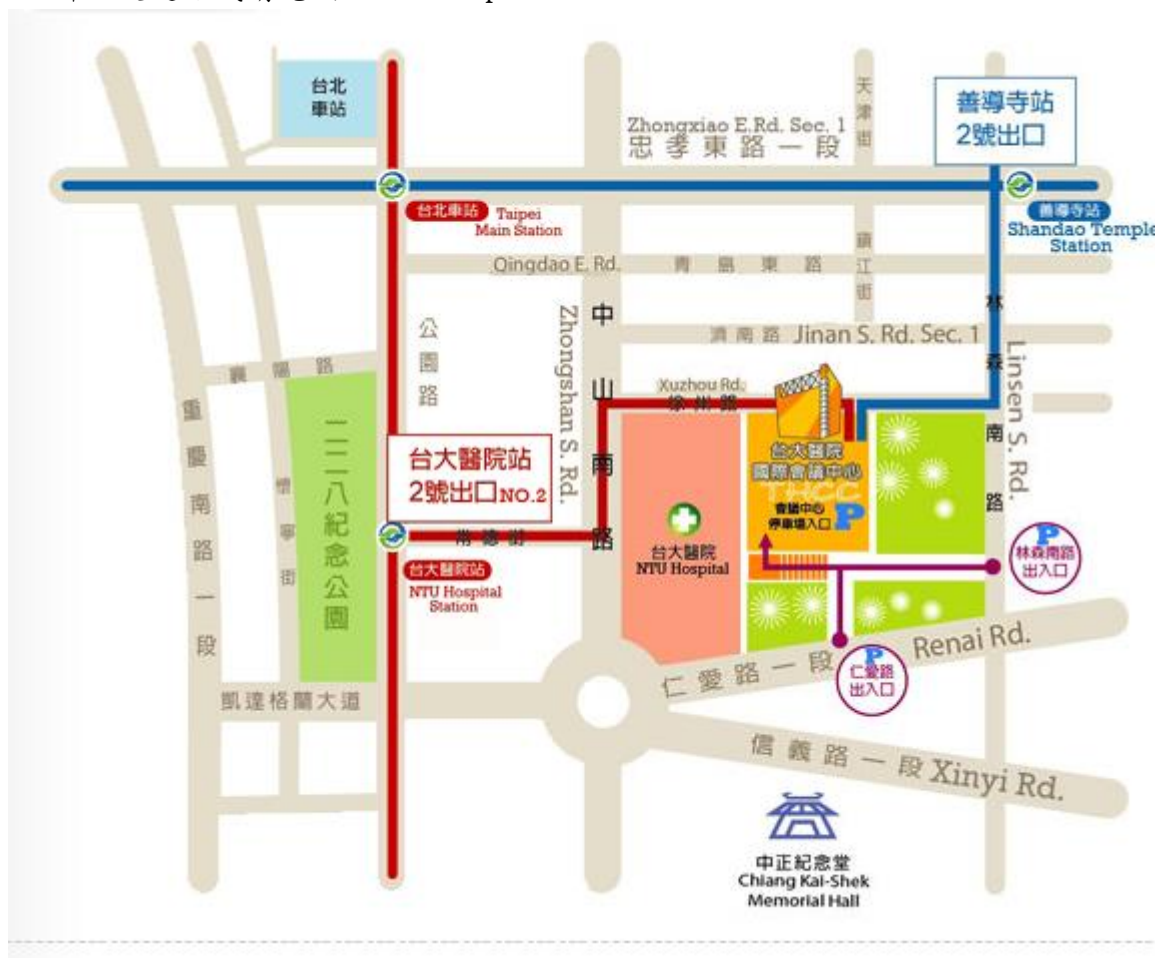 台北
車站
Zhongxiao E.Rd. Sec. 1
忠孝東路一段
天津街
善導寺站
2號出口
台北車站
Taipei
Main Station
善導寺站
Shandao Temple
Station
Qingdao E. Rd.
青島東路
鎮江街
公園路
Zhongshan S. Rd.
中山南路
濟南路 Jinan S. Rd. Sec. 1
林森南路
Linsen S. Rd.
襄陽路
Xuzhou Rd.
徐州路
重慶南路一段
二二八紀念公園
懷寧街
台大醫院站
2號出口NO.2
常德街
台大醫院站
NTU Hospital
Station
台大醫院
NTU Hospital
台大醫院
國際會議中心
THCC
會議中心
停車場入口
P
P
林森南路
出入口
P
仁愛路
出入口
仁愛路一段 Renai Rd.
凱達格蘭大道
信義路一段 Xinyi Rd.
中正紀念堂
Chiang Kai-Shek
Memorial Hall